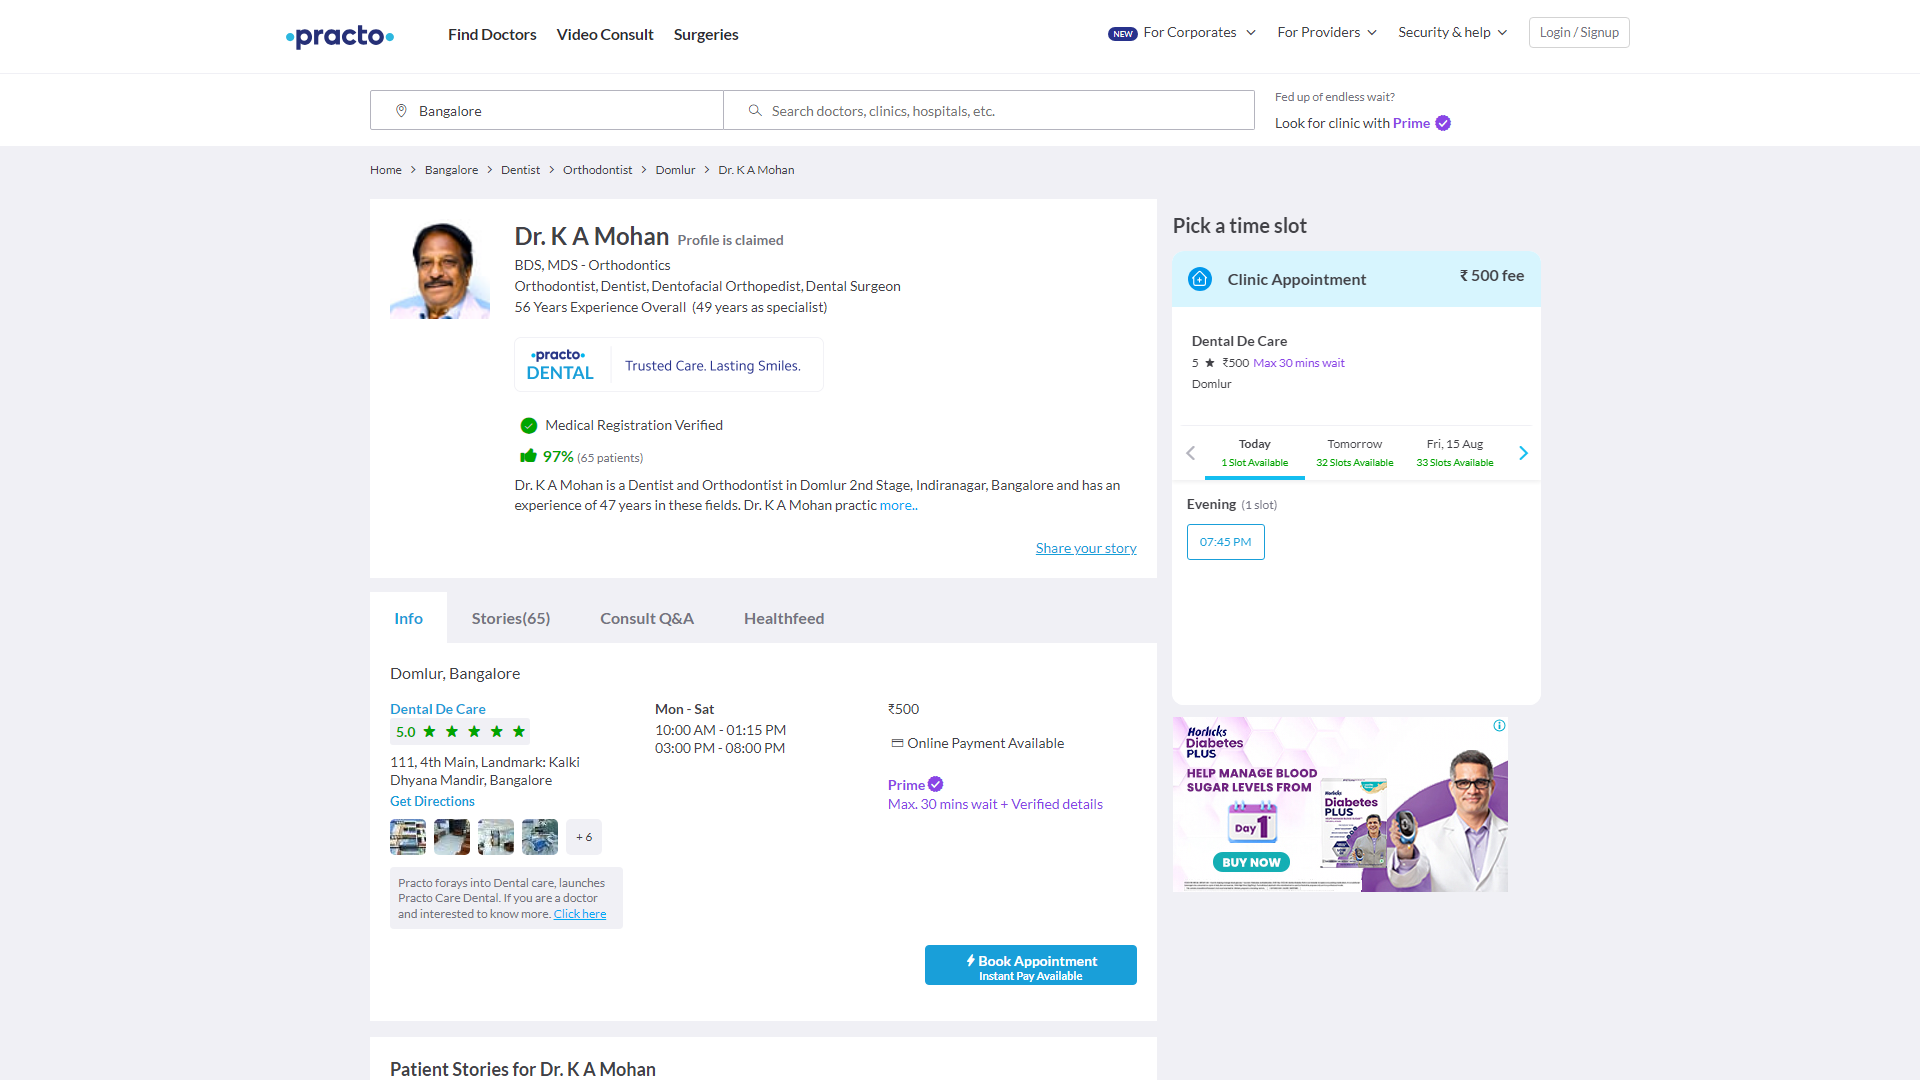 practo
Find Doctors
Video Consult
Surgeries
NEW For Corporates
For Providers
Security & help
Login / Signup
Bangalore
Search doctors, clinics, hospitals, etc.
Fed up of endless wait?
Look for clinic with Prime
Home > Bangalore > Dentist > Orthodontist > Domlur > Dr. K A Mohan
Dr. K A Mohan Profile is claimed
BDS, MDS - Orthodontics
Orthodontist, Dentist, Dentofacial Orthopedist, Dental Surgeon
56 Years Experience Overall (49 years as specialist)
practo
DENTAL
Trusted Care. Lasting Smiles.
Medical Registration Verified
97% (65 patients)
Dr. K A Mohan is a Dentist and Orthodontist in Domlur 2nd Stage, Indiranagar, Bangalore and has an
experience of 47 years in these fields. Dr. K A Mohan practic more..
Share your story
Pick a time slot
Clinic Appointment
₹ 500 fee
Dental De Care
5 ★ ₹500 Max 30 mins wait
Domlur
Today
1 Slot Available
Tomorrow
32 Slots Available
Fri, 15 Aug
33 Slots Available
Evening (1 slot)
07:45 PM
Info
Stories(65)
Consult Q&A
Healthfeed
Domlur, Bangalore
Dental De Care
5.0 ★ ★ ★ ★ ★
111, 4th Main, Landmark: Kalki
Dhyana Mandir, Bangalore
Get Directions
+ 6
Practo forays into Dental care, launches
Practo Care Dental. If you are a doctor
and interested to know more. Click here
Mon - Sat
10:00 AM - 01:15 PM
03:00 PM - 08:00 PM
₹500
Online Payment Available
Prime
Max. 30 mins wait + Verified details
Book Appointment
Instant Pay Available
Horlicks
Diabetes
PLUS
HELP MANAGE BLOOD
SUGAR LEVELS FROM
Day 1*
BUY NOW
Horlicks
Diabetes
PLUS
Patient Stories for Dr. K A Mohan